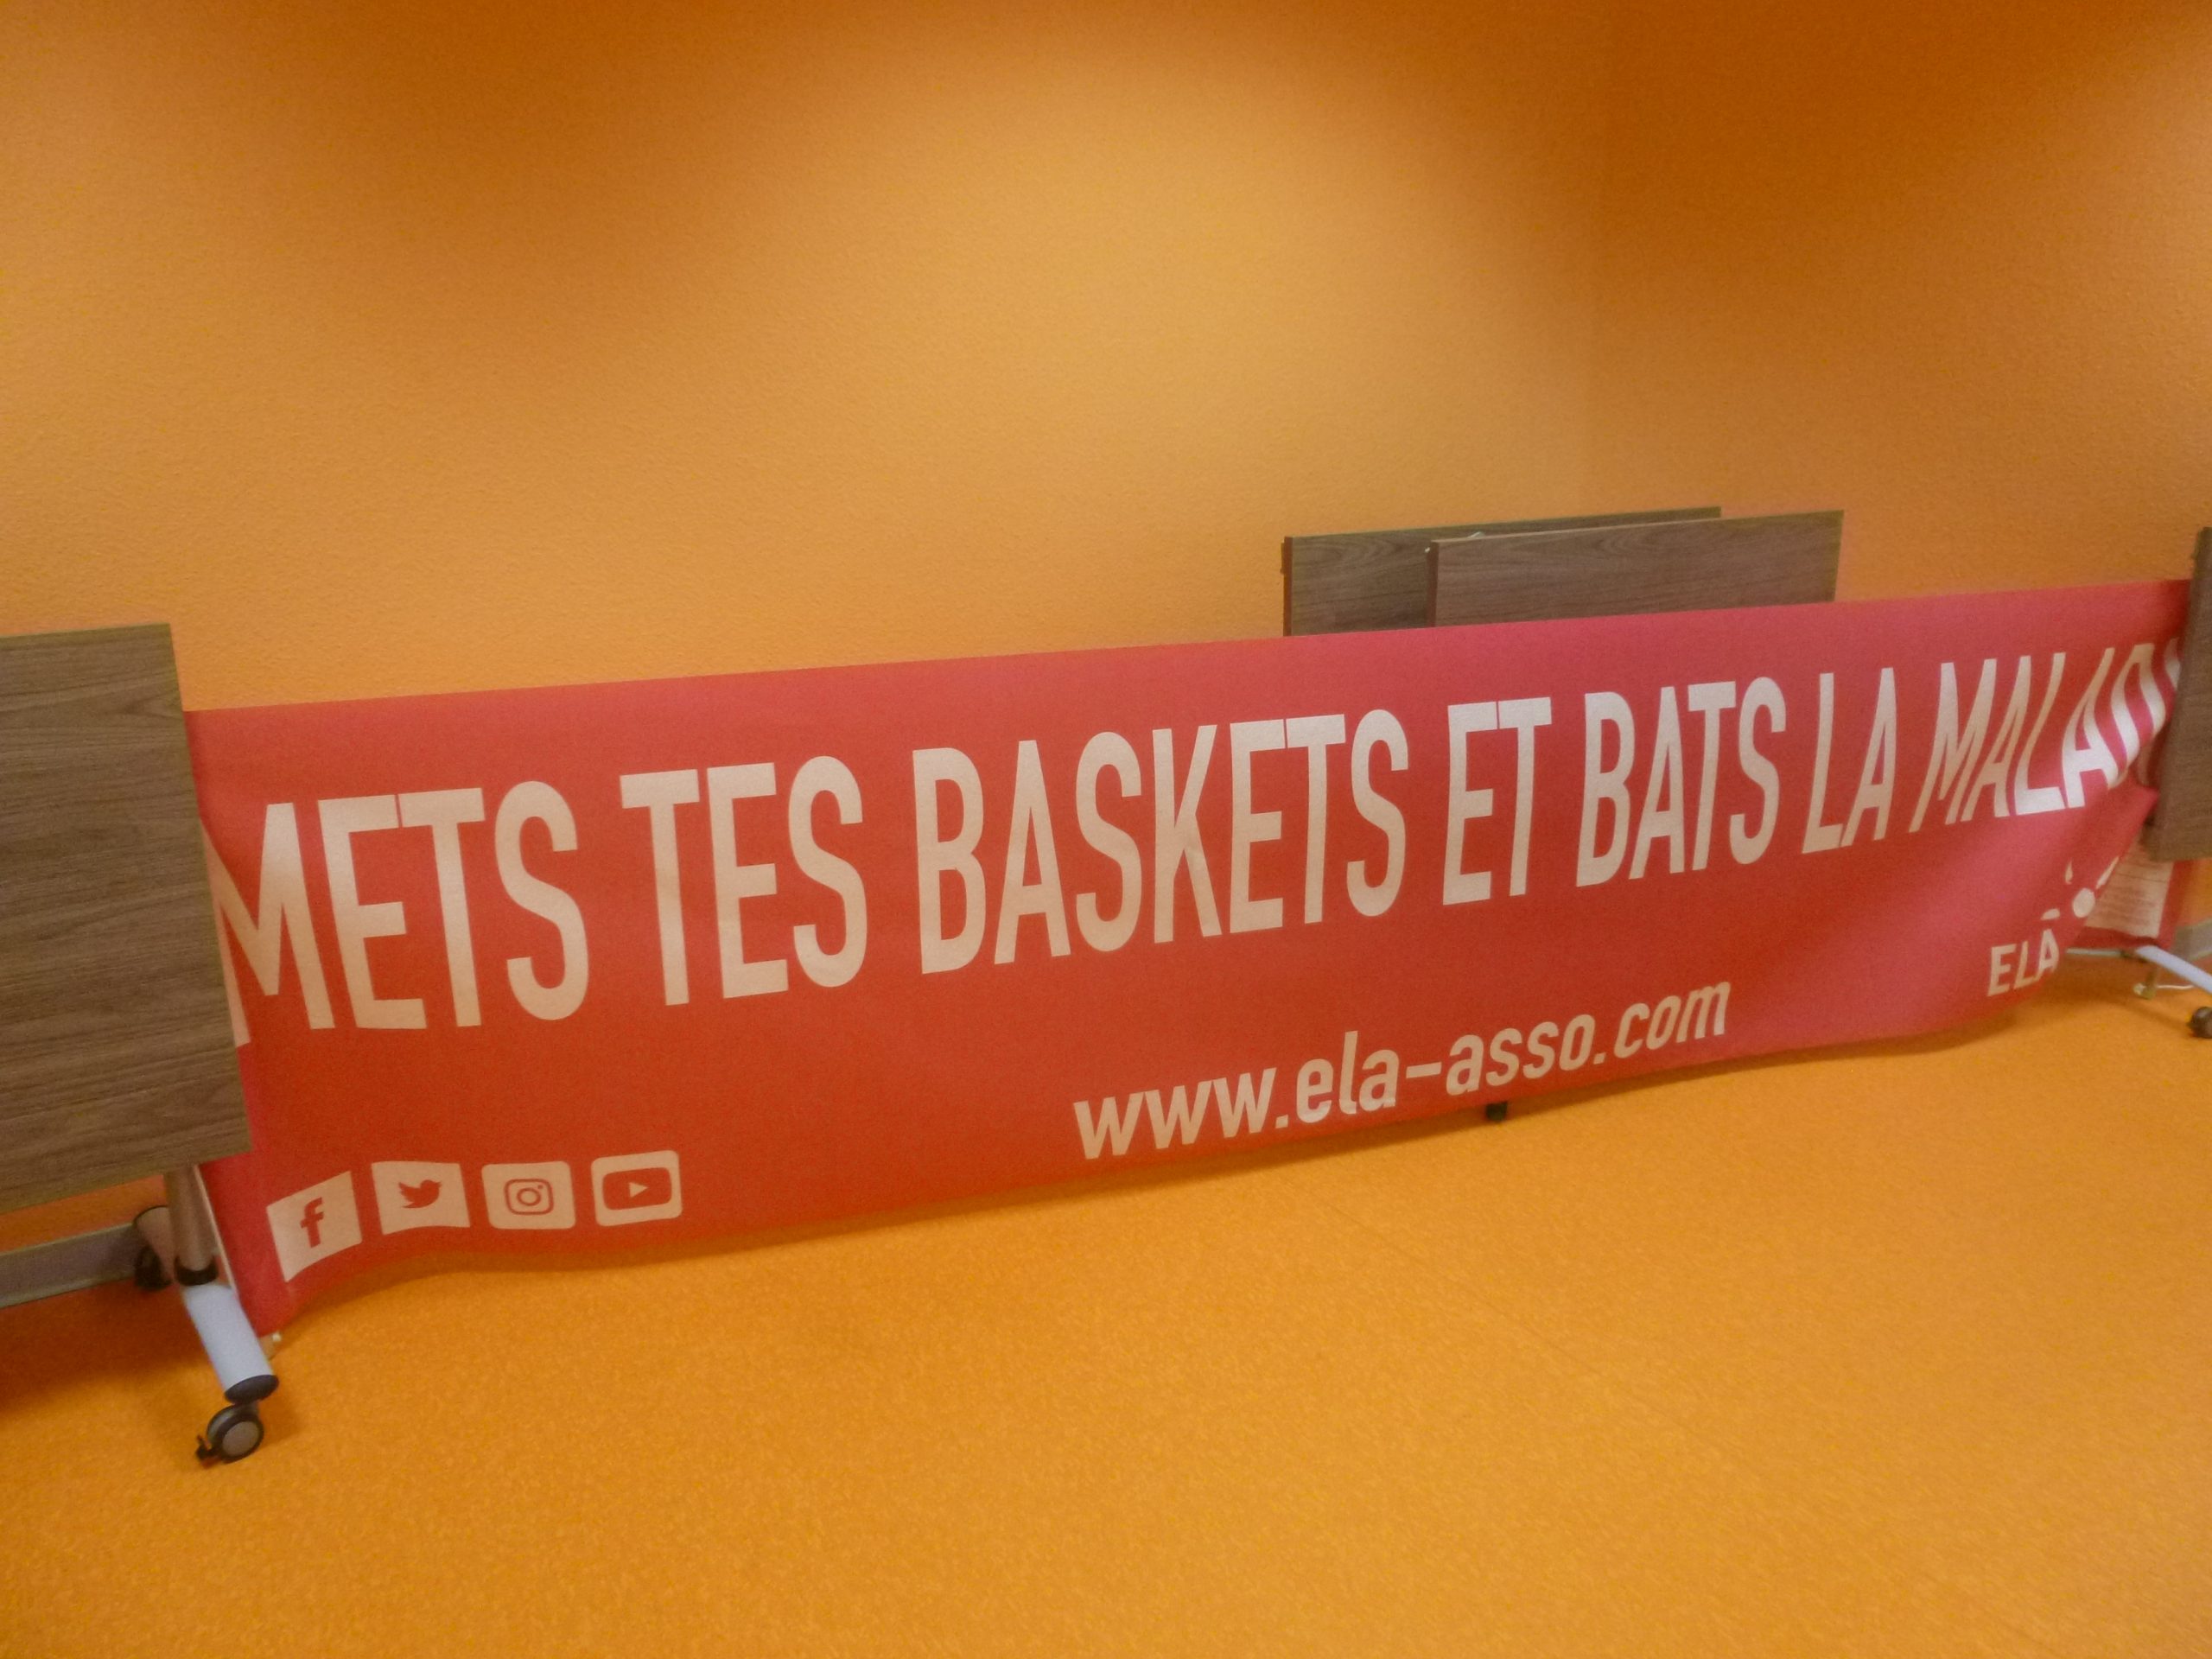 METS TES BASKETS ET BATS LA
www.ela-asso.com
ELA